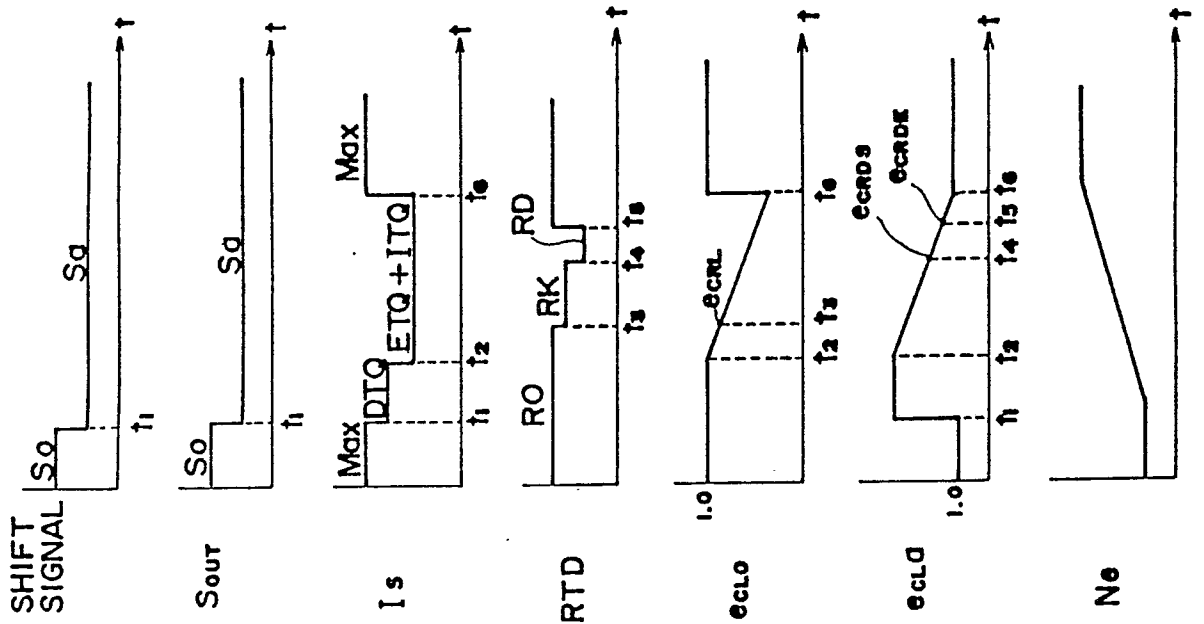 SHIFT
SIGNAL
So
Sa
t
t1
SOUT
So
Sa
t
t1
Is
Max
DTQ
ETQ+ITQ
Max
t
t1
t2
t6
RTD
RO
RK
RD
t
t3
t4
t5
eCLO
1.0
eCRL
t
t2
t3
t6
eCLa
1.0
eCRDS
eCRDE
t
t1
t2
t4
t5
t6
Ne
t